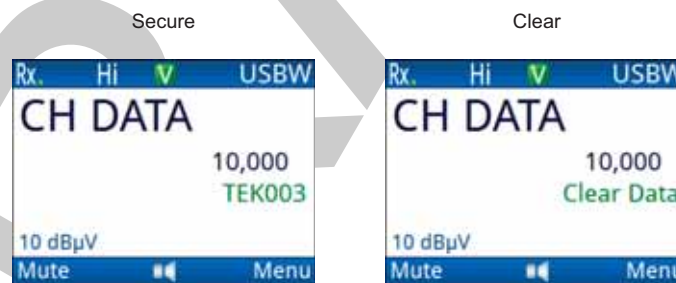 Secure
Clear
Rx. Hi V USBW
CH DATA
10,000
TEK003
10 dBµV
Mute Menu
Rx. Hi V USBW
CH DATA
10,000
Clear Data
10 dBµV
Mute Menu